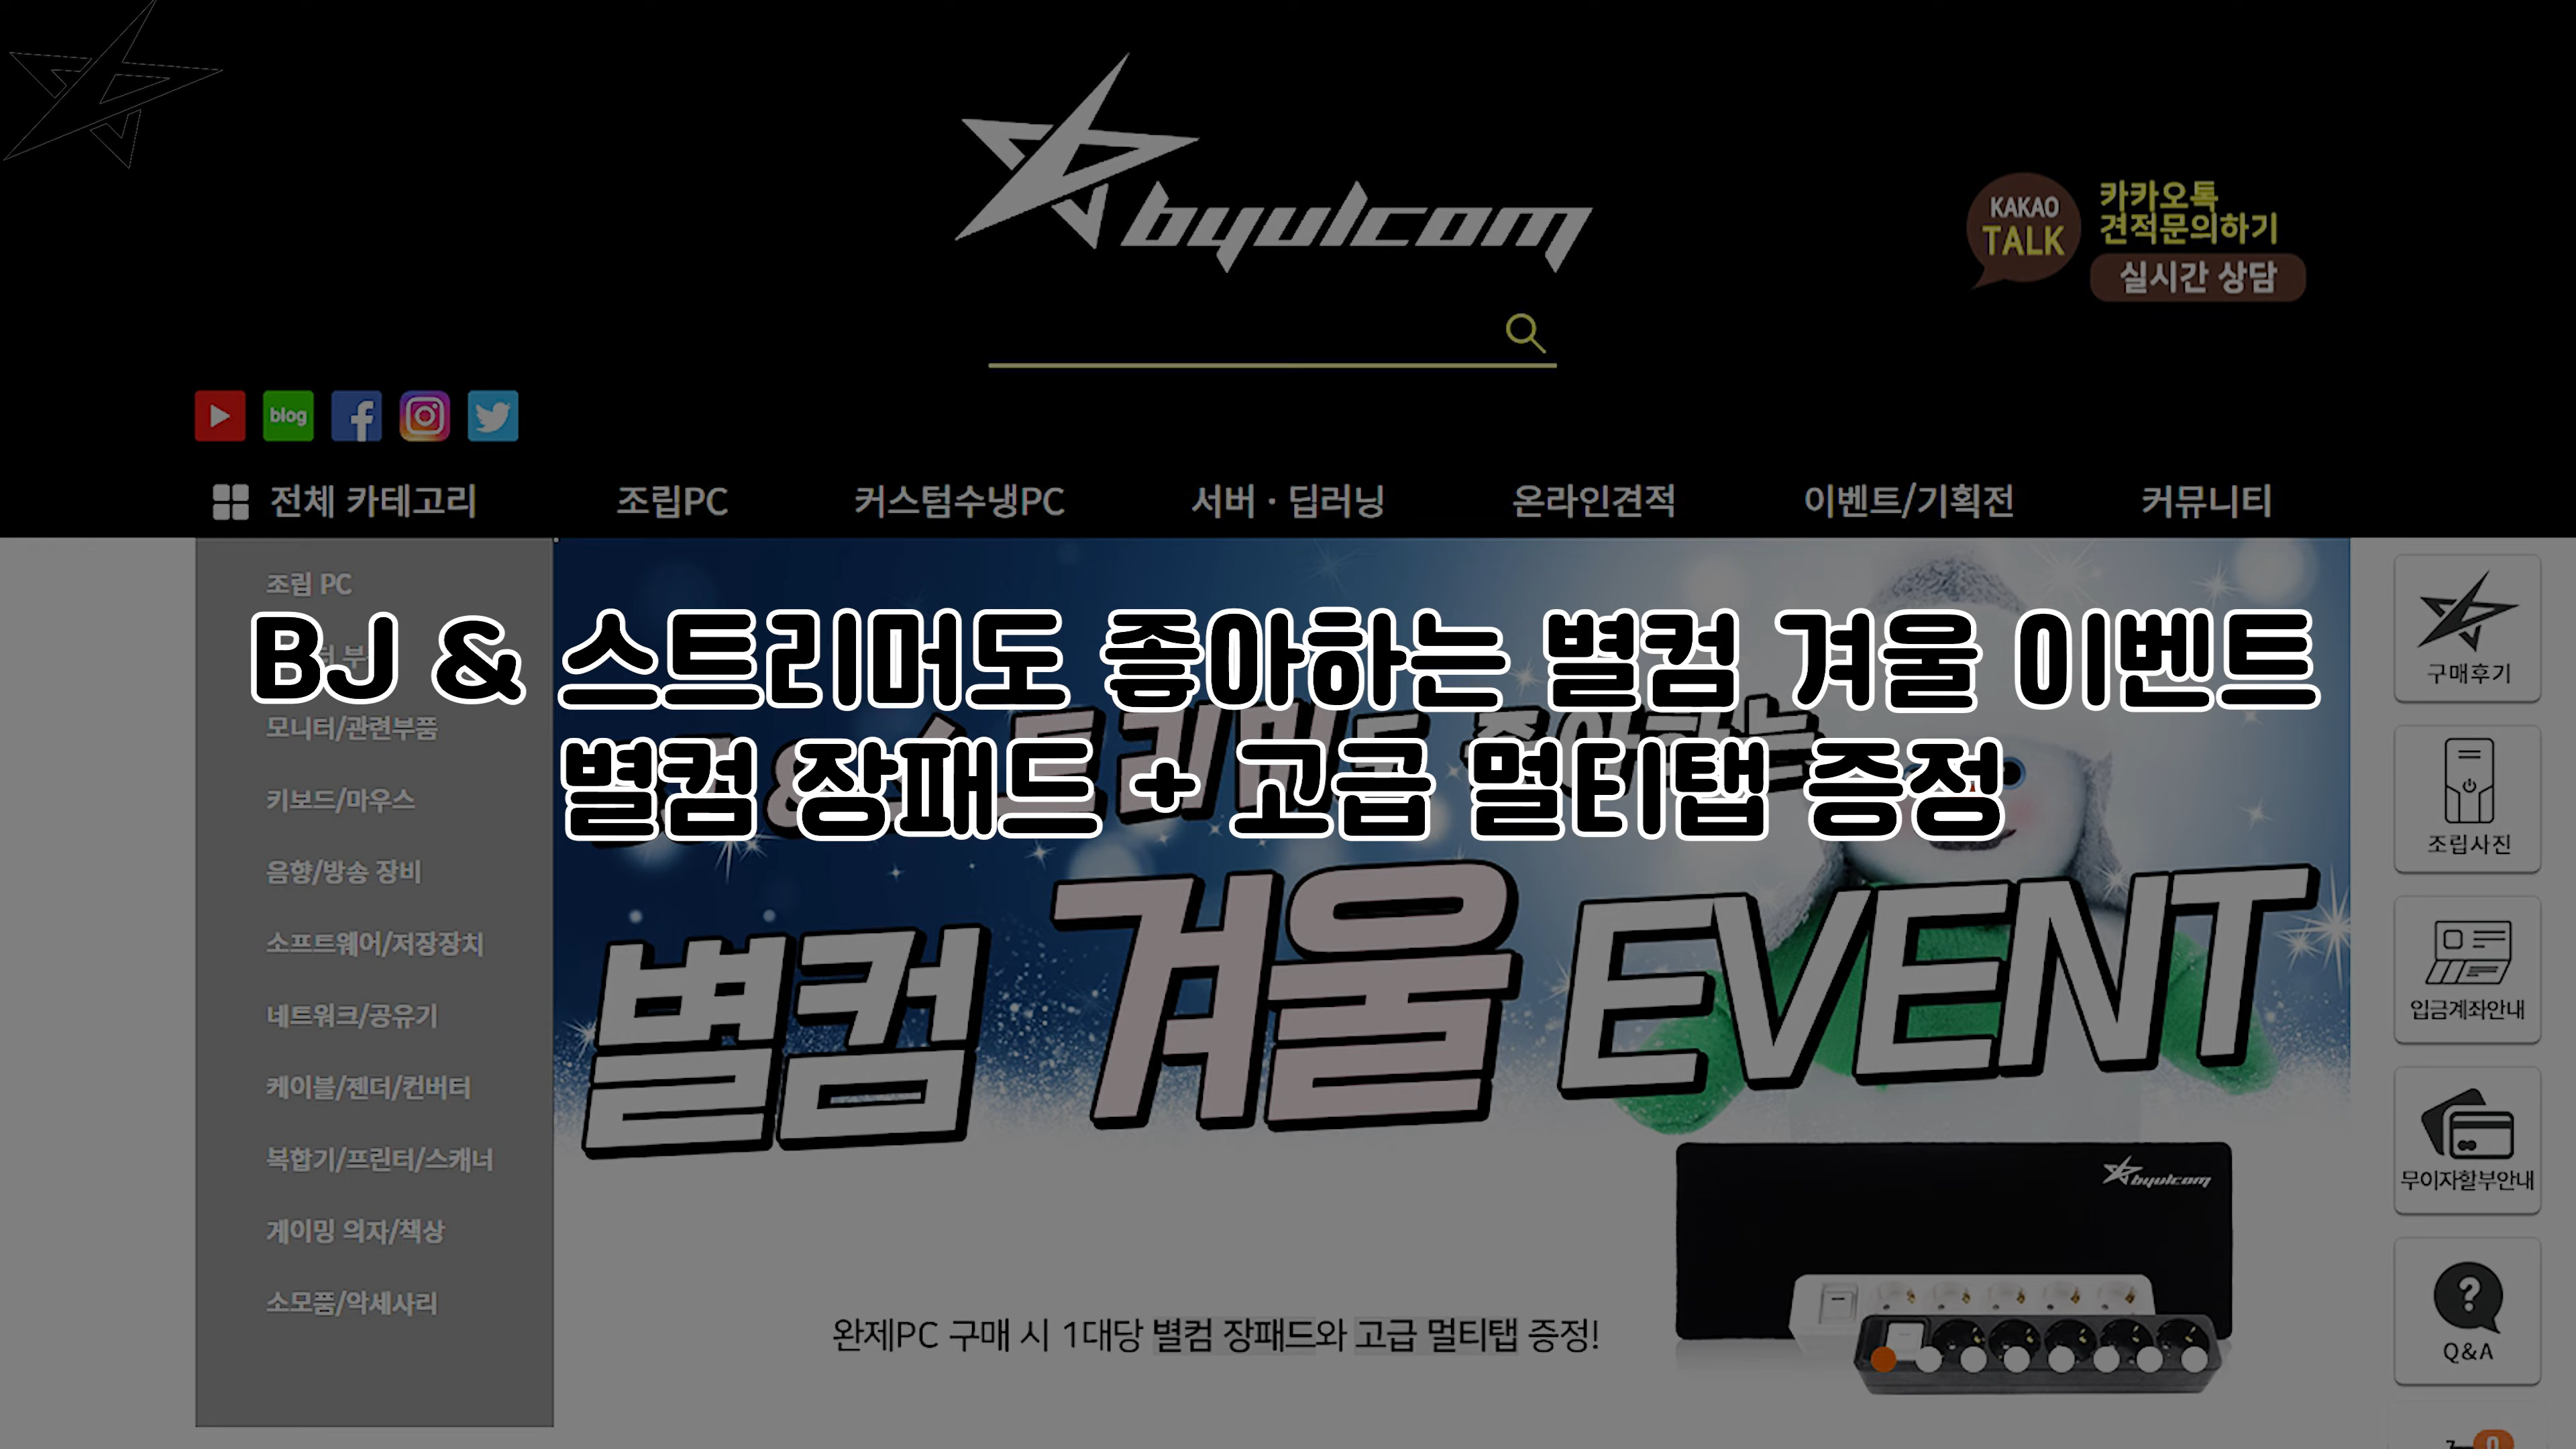 byulcom
KAKAO
TALK
카카오톡
견적문의하기
실시간 상담
blog
전체 카테고리
조립PC
커스텀수냉PC
서버 · 딥러닝
온라인견적
이벤트/기획전
커뮤니티
조립 PC
BJ & 스트리머도 좋아하는 별컴 겨울 이벤트
별컴 장패드 + 고급 멀티탭 증정
모니터/관련부품
키보드/마우스
음향/방송 장비
소프트웨어/저장장치
네트워크/공유기
케이블/젠더/컨버터
복합기/프린터/스캐너
게이밍 의자/책상
소모품/악세사리
& 스트리머도 좋아하는
별컴 겨울 EVENT
byulcom
완제PC 구매 시 1대당 별컴 장패드와 고급 멀티탭 증정!
구매후기
조립사진
입금계좌안내
무이자할부안내
Q&A